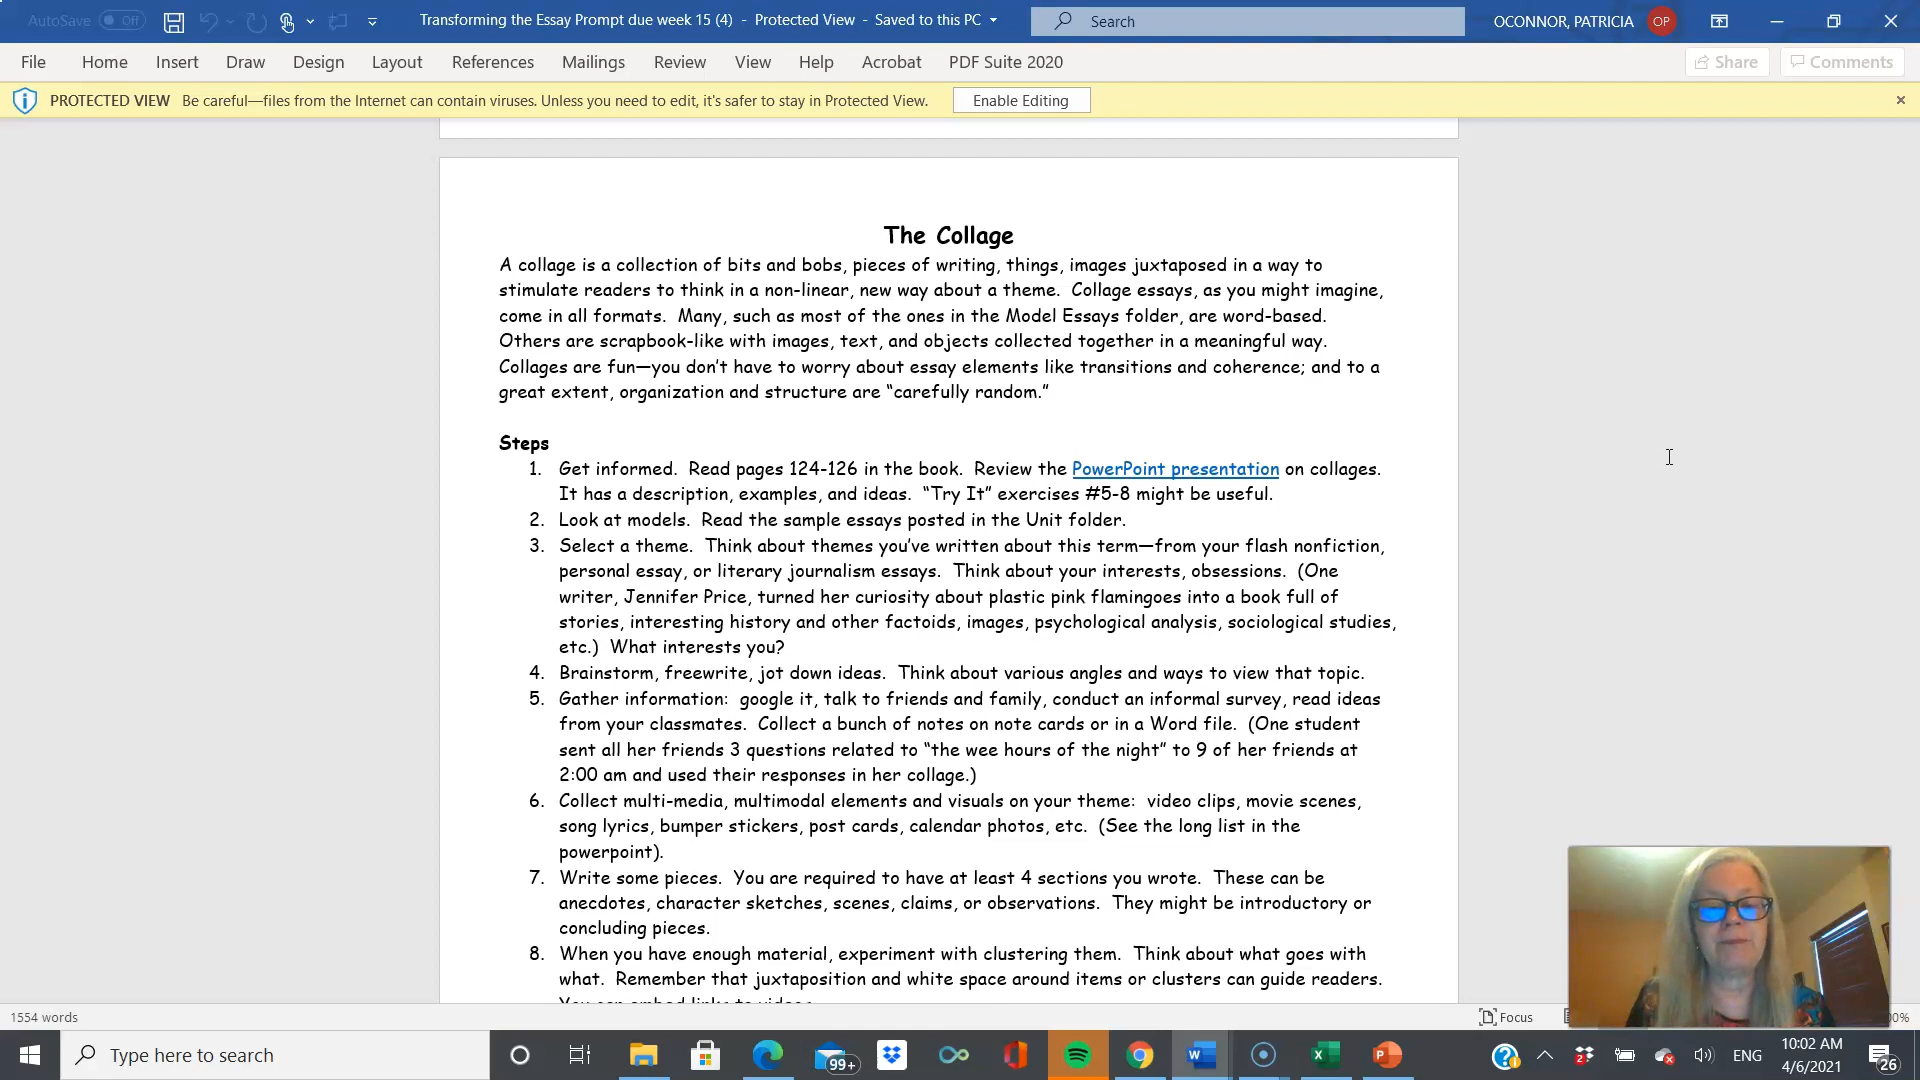 AutoSave Off Transforming the Essay Prompt due week 15 (4) - Protected View - Saved to this PC Search OCONNOR, PATRICIA OP
File Home Insert Draw Design Layout References Mailings Review View Help Acrobat PDF Suite 2020 Share Comments
PROTECTED VIEW Be careful—files from the Internet can contain viruses. Unless you need to edit, it's safer to stay in Protected View. Enable Editing
The Collage
A collage is a collection of bits and bobs, pieces of writing, things, images juxtaposed in a way to
stimulate readers to think in a non-linear, new way about a theme. Collage essays, as you might imagine,
come in all formats. Many, such as most of the ones in the Model Essays folder, are word-based.
Others are scrapbook-like with images, text, and objects collected together in a meaningful way.
Collages are fun—you don't have to worry about essay elements like transitions and coherence; and to a
great extent, organization and structure are “carefully random.”
Steps
1. Get informed. Read pages 124-126 in the book. Review the PowerPoint presentation on collages.
It has a description, examples, and ideas. “Try It” exercises #5-8 might be useful.
2. Look at models. Read the sample essays posted in the Unit folder.
3. Select a theme. Think about themes you've written about this term—from your flash nonfiction,
personal essay, or literary journalism essays. Think about your interests, obsessions. (One
writer, Jennifer Price, turned her curiosity about plastic pink flamingoes into a book full of
stories, interesting history and other factoids, images, psychological analysis, sociological studies,
etc.) What interests you?
4. Brainstorm, freewrite, jot down ideas. Think about various angles and ways to view that topic.
5. Gather information: google it, talk to friends and family, conduct an informal survey, read ideas
from your classmates. Collect a bunch of notes on note cards or in a Word file. (One student
sent all her friends 3 questions related to “the wee hours of the night” to 9 of her friends at
2:00 am and used their responses in her collage.)
6. Collect multi-media, multimodal elements and visuals on your theme: video clips, movie scenes,
song lyrics, bumper stickers, post cards, calendar photos, etc. (See the long list in the
powerpoint).
7. Write some pieces. You are required to have at least 4 sections you wrote. These can be
anecdotes, character sketches, scenes, claims, or observations. They might be introductory or
concluding pieces.
8. When you have enough material, experiment with clustering them. Think about what goes with
what. Remember that juxtaposition and white space around items or clusters can guide readers.
You can embed links to videos
1554 words Focus
Type here to search 99+ 2 ENG 10:02 AM
4/6/2021 26